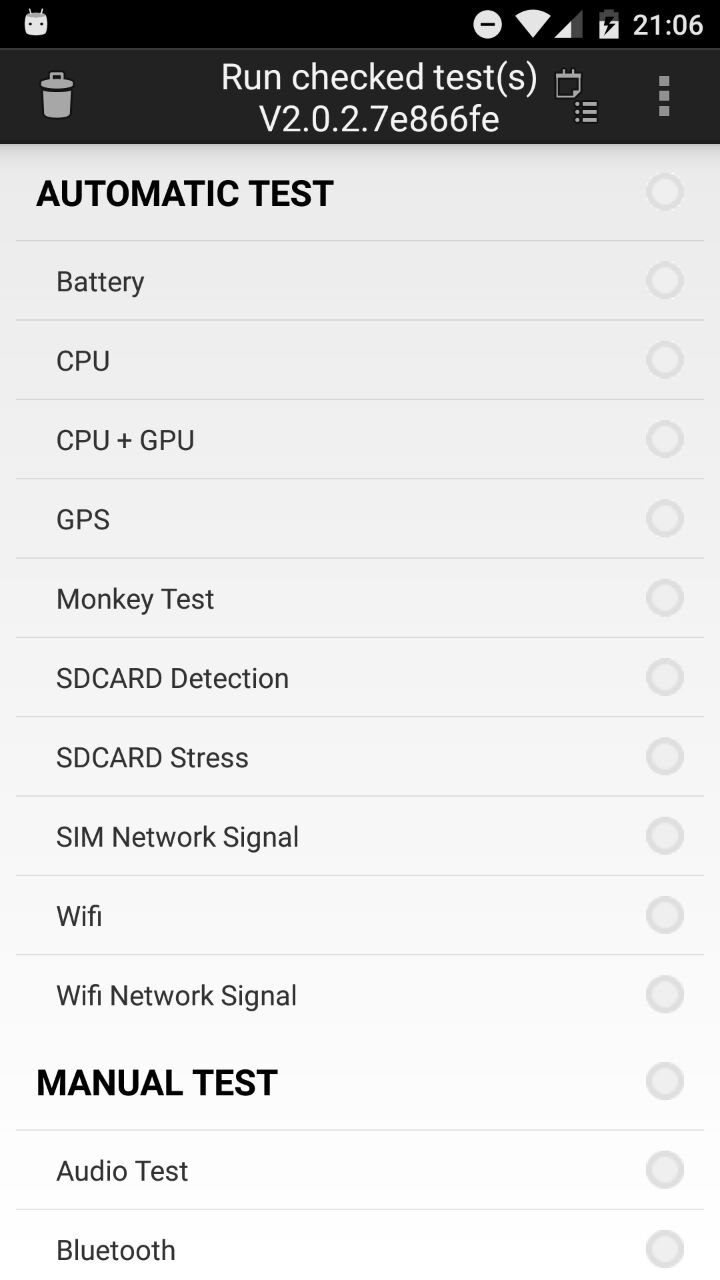 21:06
Run checked test(s)
V2.0.2.7e866fe
AUTOMATIC TEST
Battery
CPU
CPU + GPU
GPS
Monkey Test
SDCARD Detection
SDCARD Stress
SIM Network Signal
Wifi
Wifi Network Signal
MANUAL TEST
Audio Test
Bluetooth